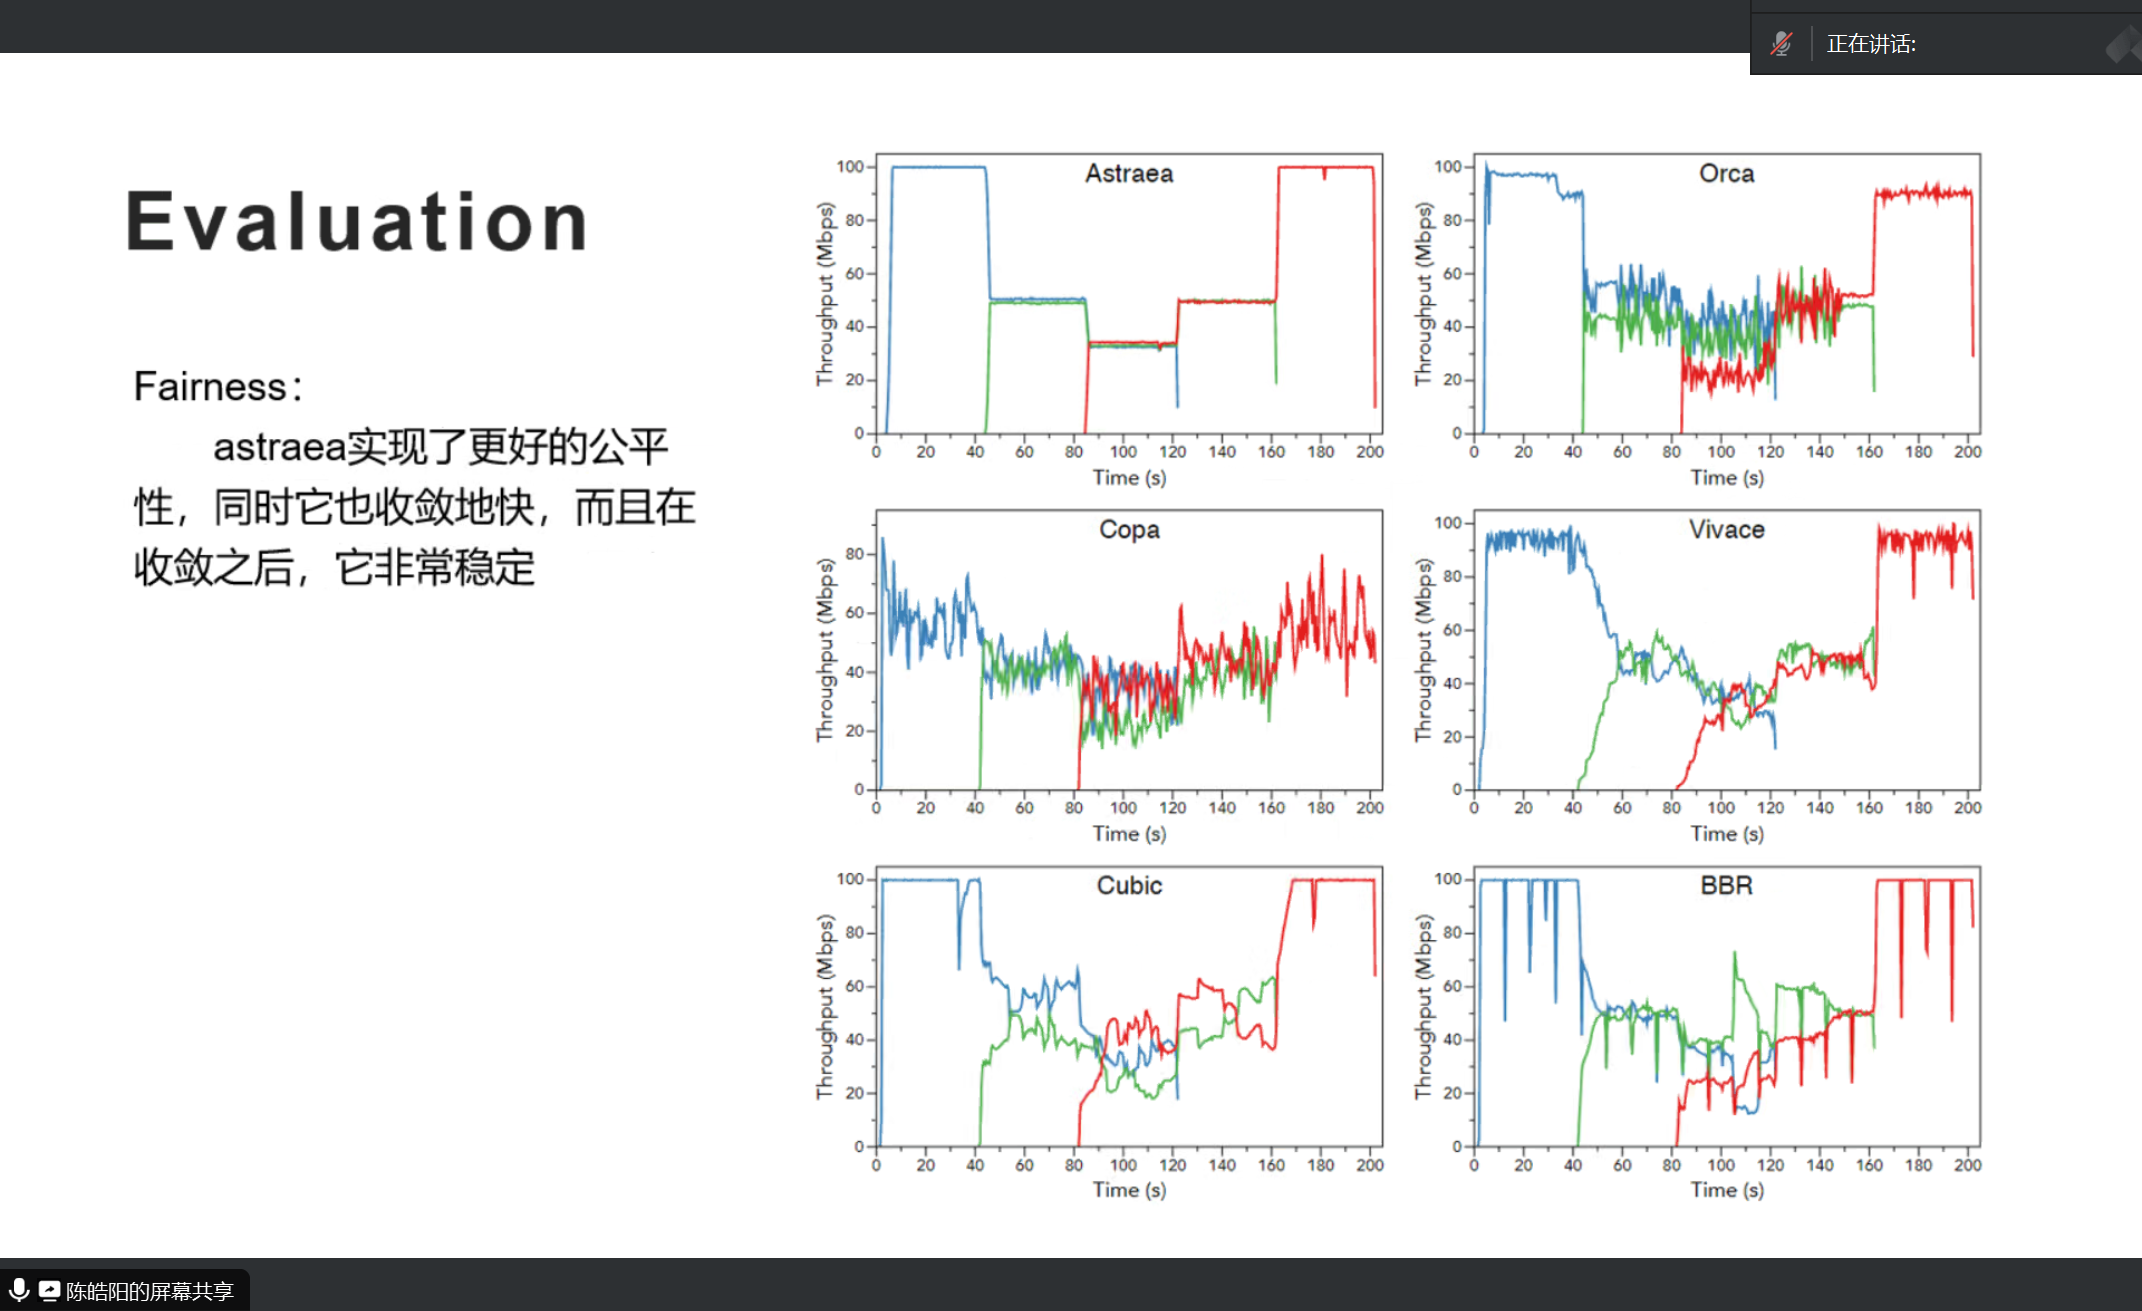 正在讲话:
Evaluation
Fairness：
astraea实现了更好的公平
性，同时它也收敛地快，而且在
收敛之后，它非常稳定
Astraea
Throughput (Mbps)
100
80
60
40
20
0
0 20 40 60 80 100 120 140 160 180 200
Time (s)
Orca
Throughput (Mbps)
100
80
60
40
20
0
0 20 40 60 80 100 120 140 160 180 200
Time (s)
Copa
Throughput (Mbps)
80
60
40
20
0
0 20 40 60 80 100 120 140 160 180 200
Time (s)
Vivace
Throughput (Mbps)
100
80
60
40
20
0
0 20 40 60 80 100 120 140 160 180 200
Time (s)
Cubic
Throughput (Mbps)
100
80
60
40
20
0
0 20 40 60 80 100 120 140 160 180 200
Time (s)
BBR
Throughput (Mbps)
100
80
60
40
20
0
0 20 40 60 80 100 120 140 160 180 200
Time (s)
陈皓阳的屏幕共享